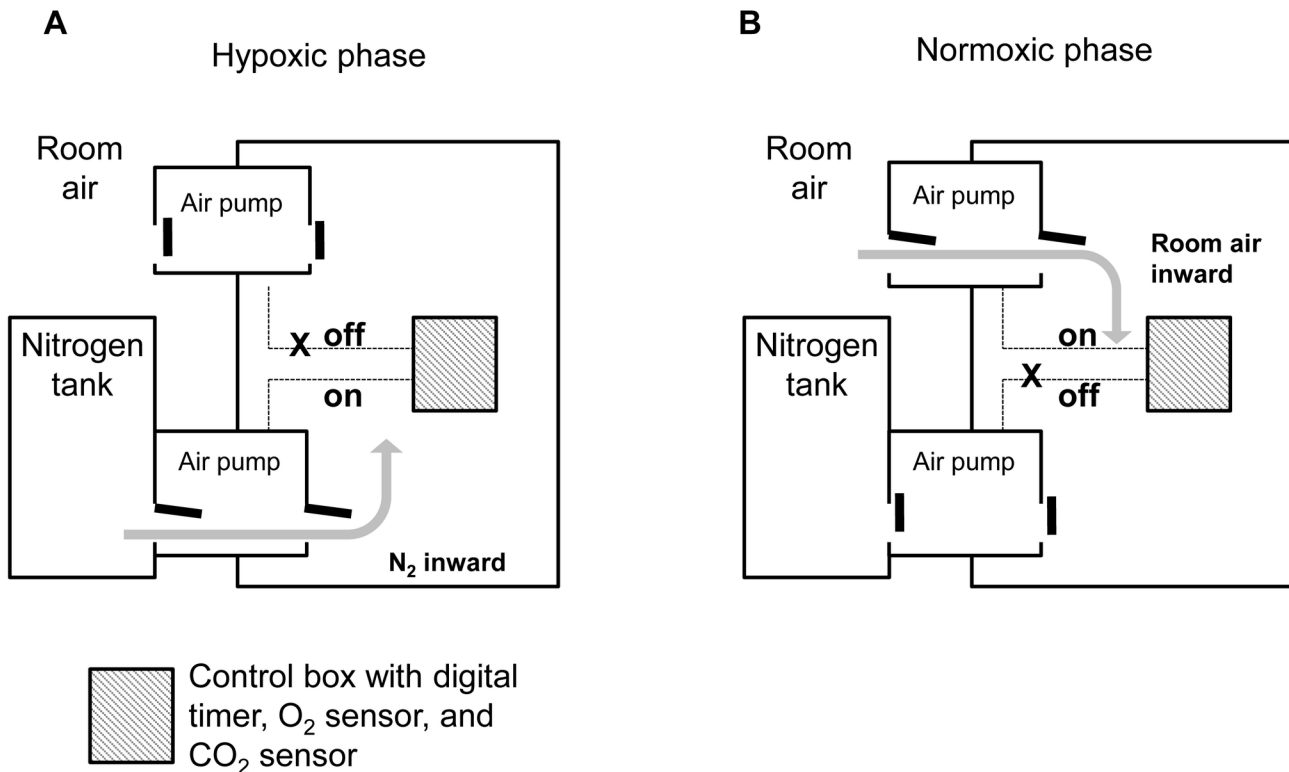 A
Hypoxic phase
Room
air
Air pump
X off
on
Nitrogen
tank
Air pump
N₂ inward
B
Normoxic phase
Room
air
Air pump
Room air
inward
on
X
off
Nitrogen
tank
Air pump
Control box with digital
timer, O₂ sensor, and
CO₂ sensor